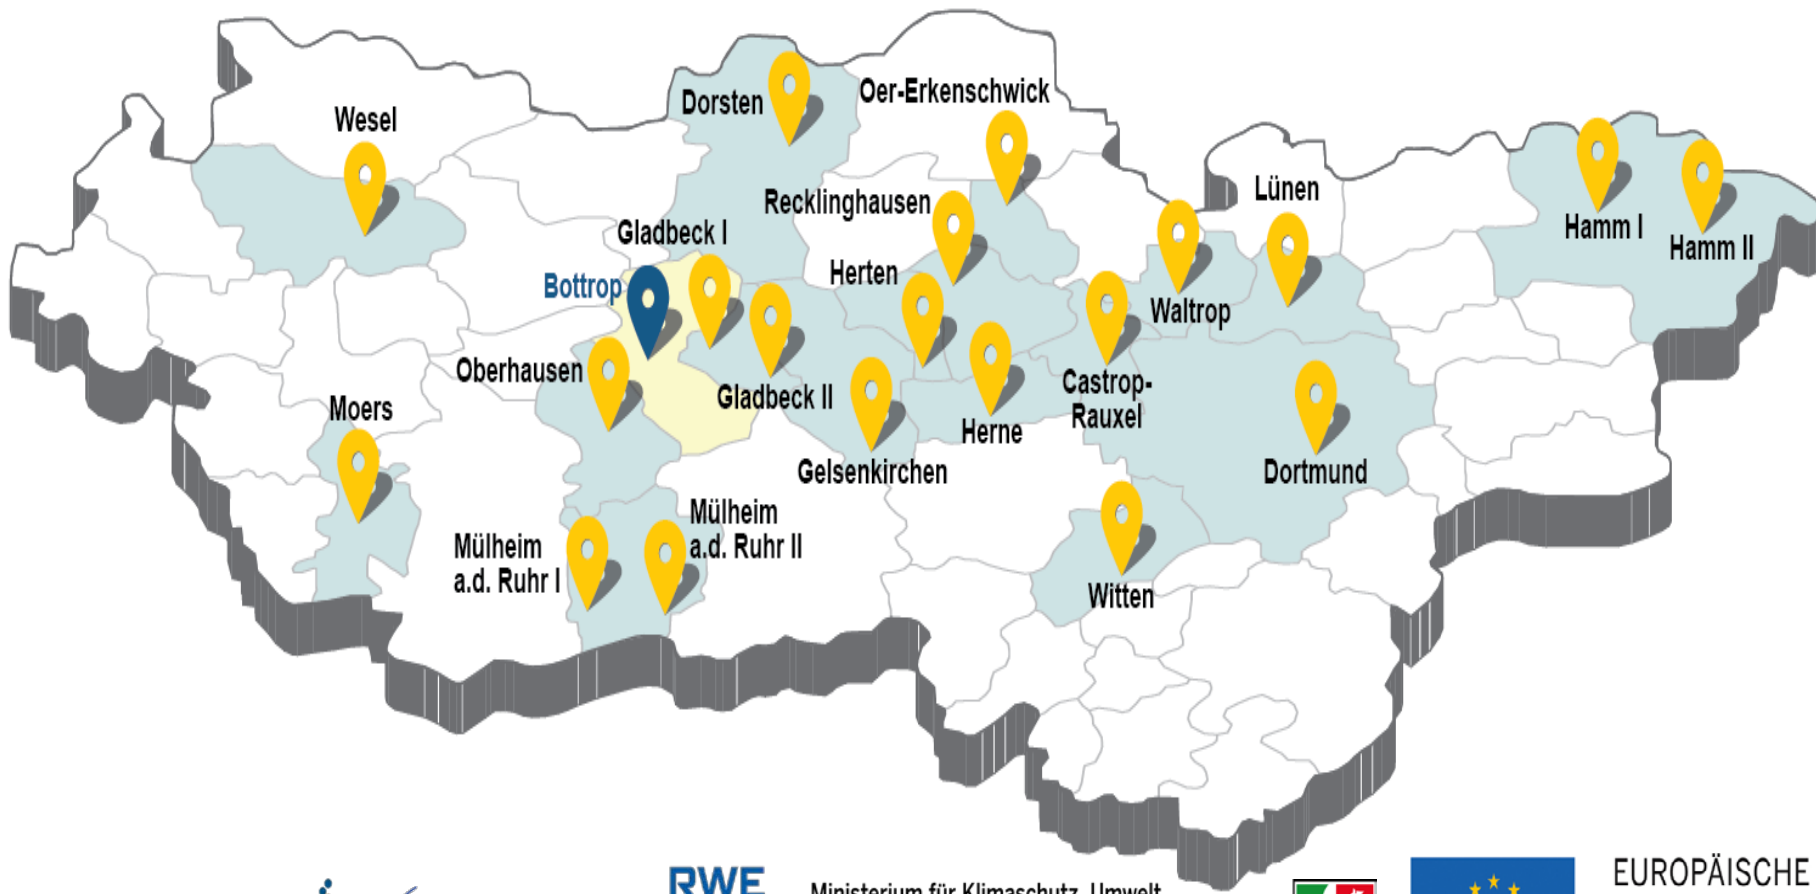 Wesel
Dorsten
Oer-Erkenschwick
Recklinghausen
Lünen
Hamm I
Hamm II
Gladbeck I
Bottrop
Herten
Waltrop
Oberhausen
Gladbeck II
Castrop-
Rauxel
Moers
Herne
Gelsenkirchen
Dortmund
Mülheim
a.d. Ruhr I
Mülheim
a.d. Ruhr II
Witten
RWE
Ministerium für Klimaschutz, Umwelt
EUROPÄISCHE